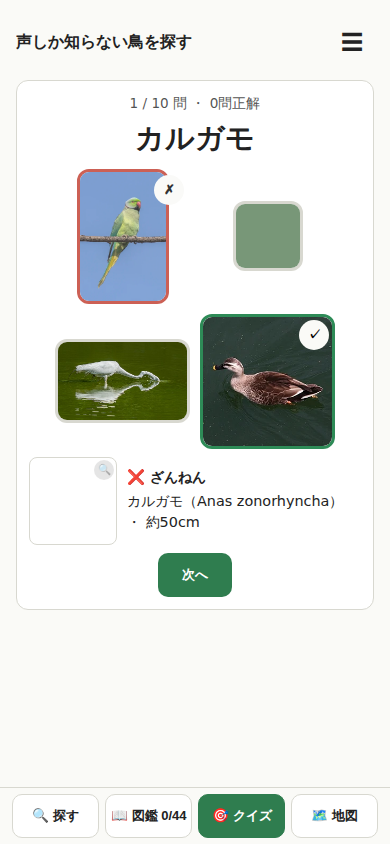 声しか知らない鳥を探す
☰
1 / 10 問 ・ 0問正解
カルガモ
✗
✓
🔍
❌ ざんねん
カルガモ（Anas zonorhyncha）
・ 約50cm
次へ
🔍 探す
📖 図鑑 0/44
🎯 クイズ
🗺️ 地図